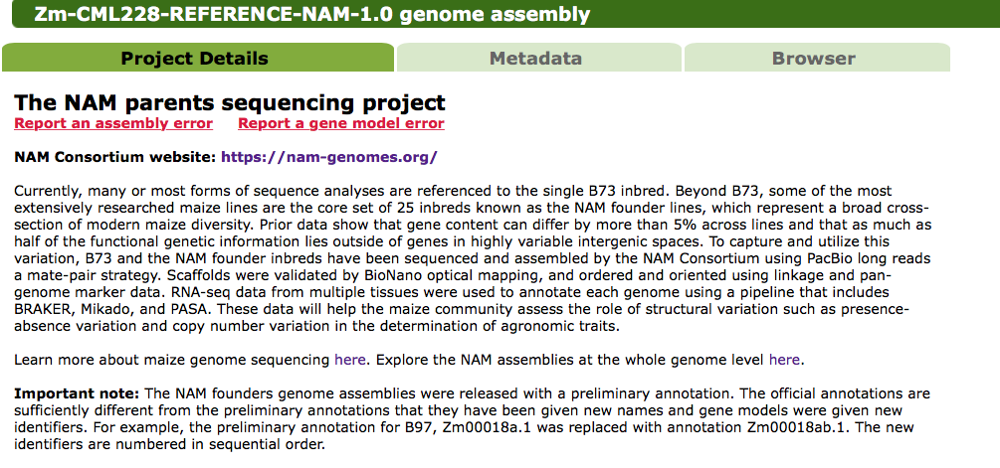 Zm-CML228-REFERENCE-NAM-1.0 genome assembly
Project Details Metadata Browser
The NAM parents sequencing project
Report an assembly error Report a gene model error
NAM Consortium website: https://nam-genomes.org/
Currently, many or most forms of sequence analyses are referenced to the single B73 inbred. Beyond B73, some of the most
extensively researched maize lines are the core set of 25 inbreds known as the NAM founder lines, which represent a broad cross-
section of modern maize diversity. Prior data show that gene content can differ by more than 5% across lines and that as much as
half of the functional genetic information lies outside of genes in highly variable intergenic spaces. To capture and utilize this
variation, B73 and the NAM founder inbreds have been sequenced and assembled by the NAM Consortium using PacBio long reads
a mate-pair strategy. Scaffolds were validated by BioNano optical mapping, and ordered and oriented using linkage and pan-
genome marker data. RNA-seq data from multiple tissues were used to annotate each genome using a pipeline that includes
BRAKER, Mikado, and PASA. These data will help the maize community assess the role of structural variation such as presence-
absence variation and copy number variation in the determination of agronomic traits.
Learn more about maize genome sequencing here. Explore the NAM assemblies at the whole genome level here.
Important note: The NAM founders genome assemblies were released with a preliminary annotation. The official annotations are
sufficiently different from the preliminary annotations that they have been given new names and gene models were given new
identifiers. For example, the preliminary annotation for B97, Zm00018a.1 was replaced with annotation Zm00018ab.1. The new
identifiers are numbered in sequential order.